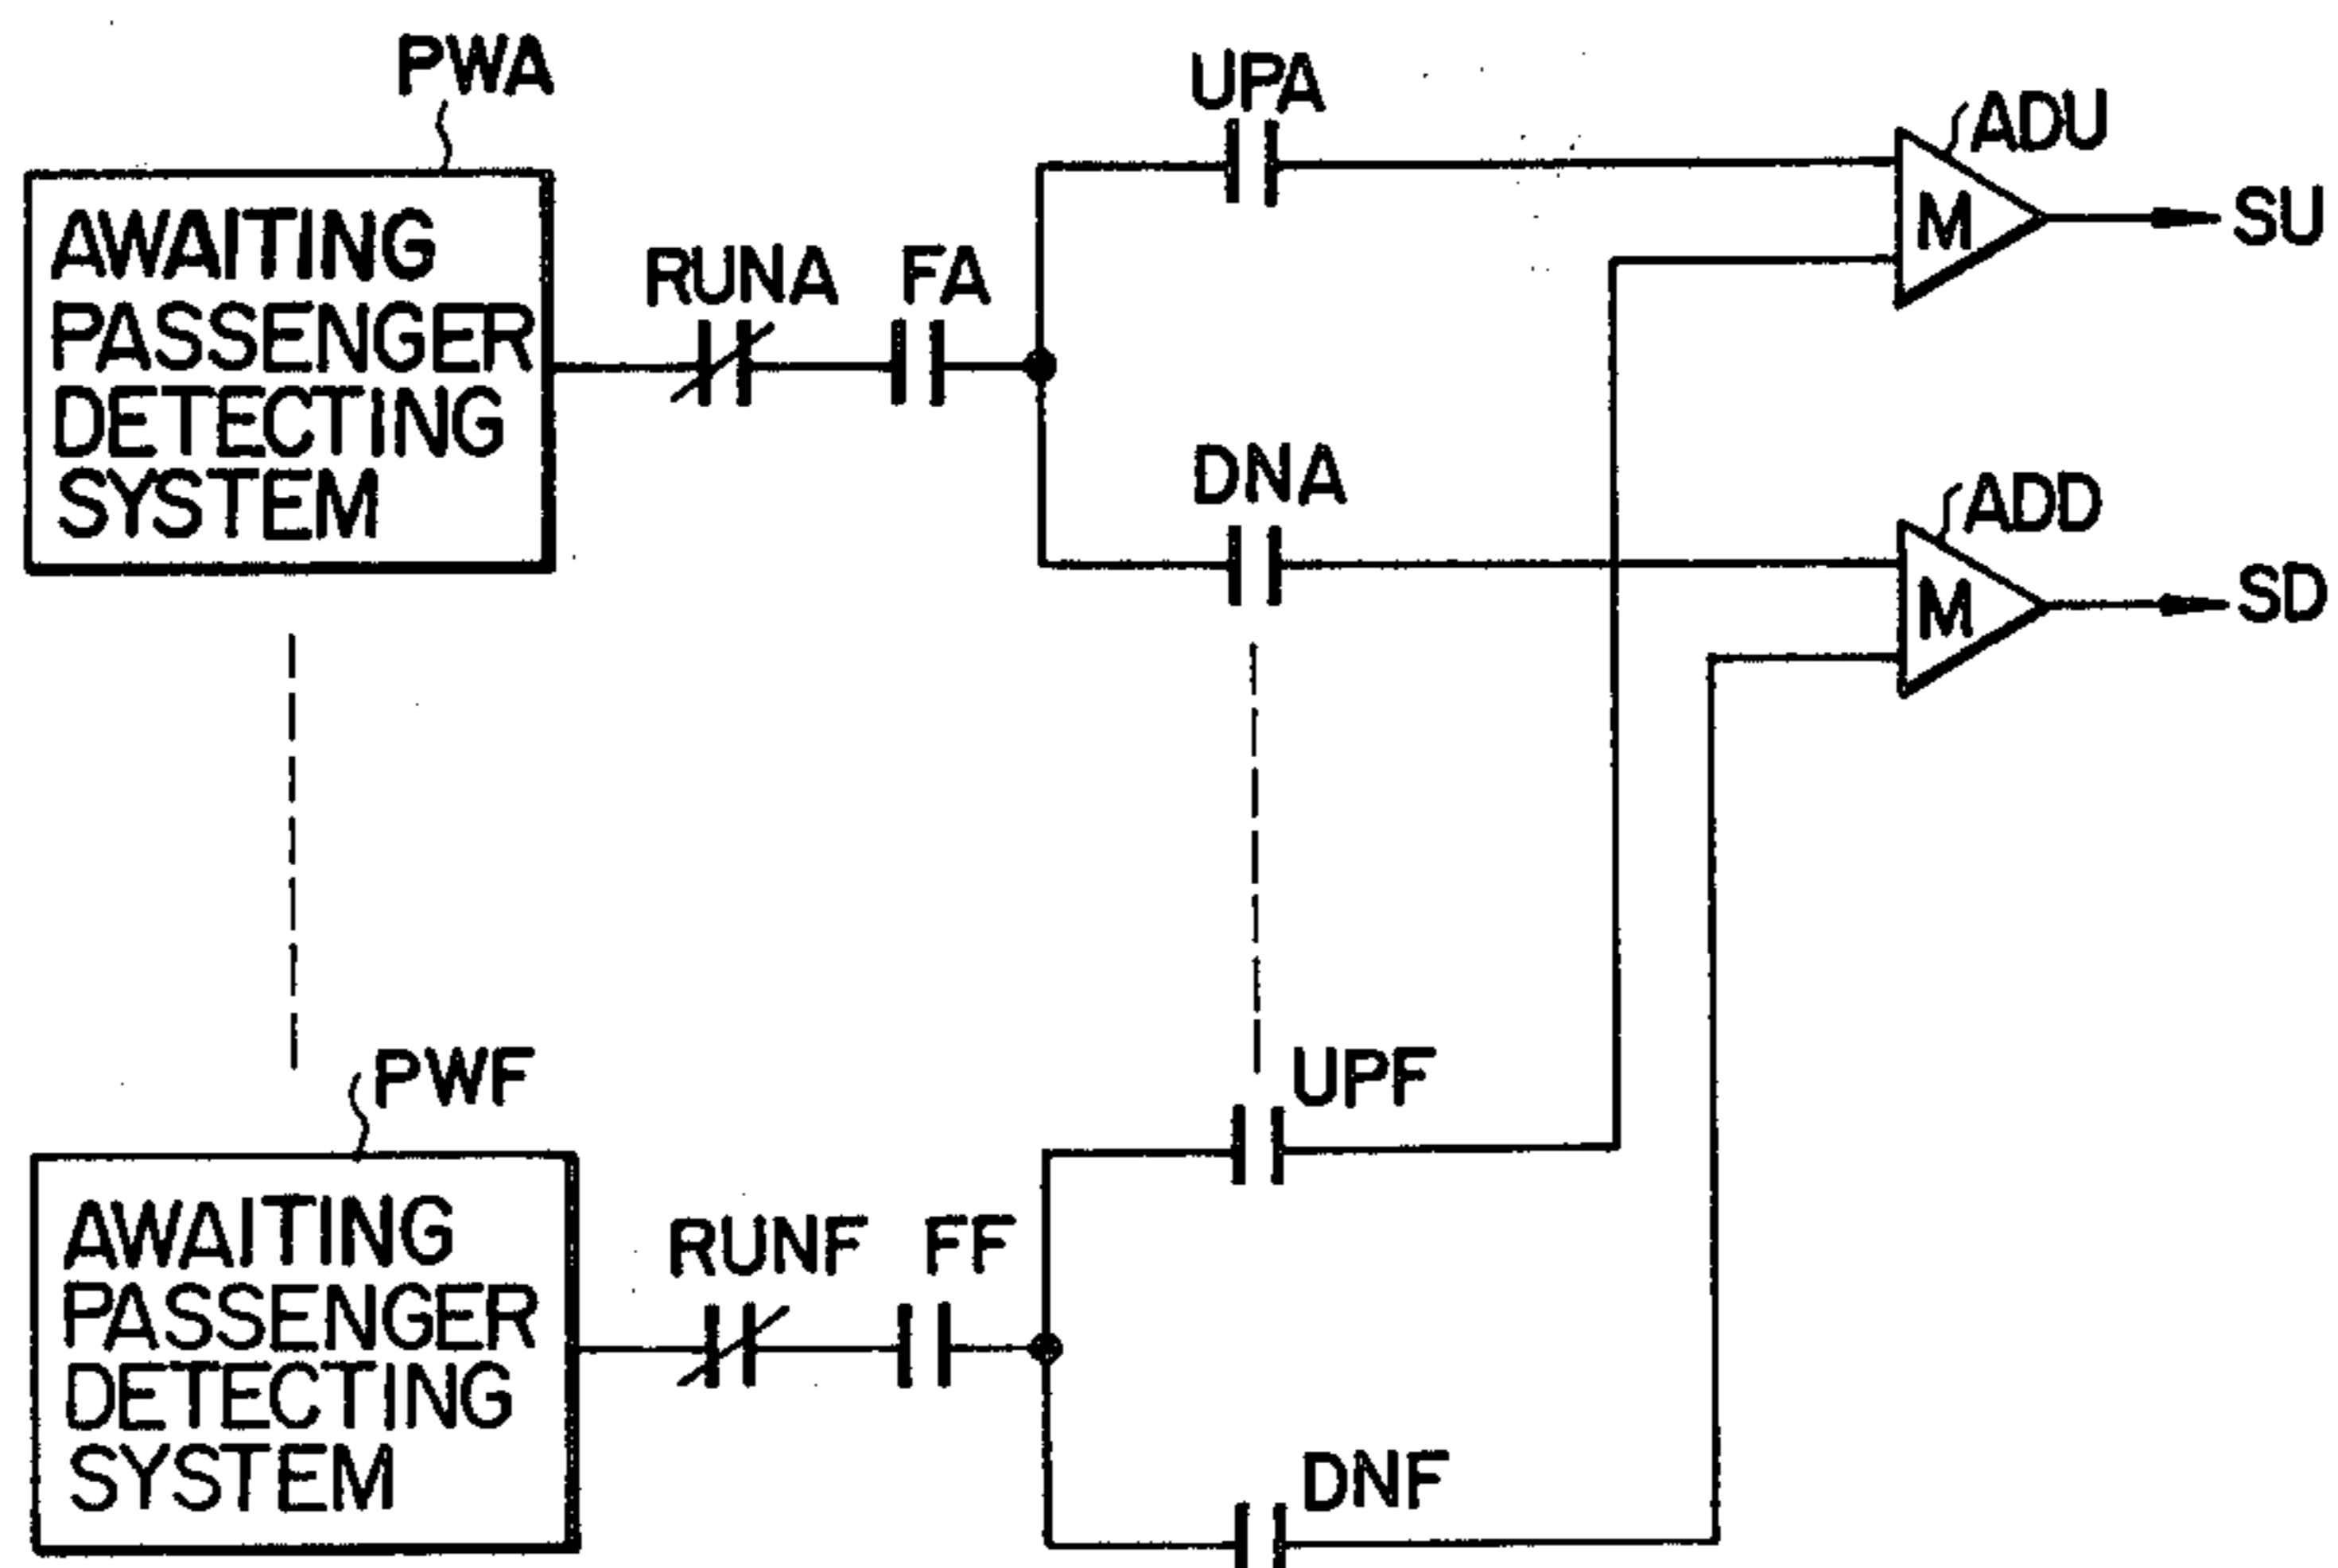 PWA
AWAITING
PASSENGER
DETECTING
SYSTEM
RUNA
FA
UPA
DNA
ADU
M
SU
ADD
M
SD
PWF
AWAITING
PASSENGER
DETECTING
SYSTEM
RUNF
FF
UPF
DNF